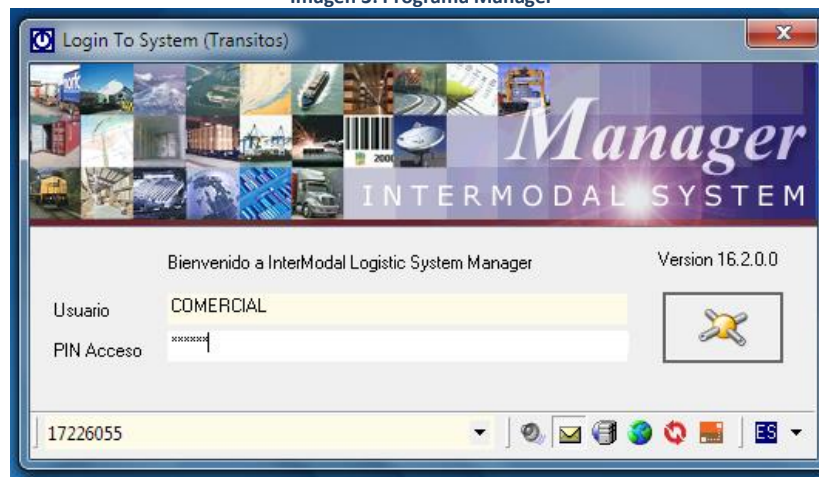 Imagen 5. Programa Manager
Login To System (Transitos)
Manager
INTERMODAL SYSTEM
Bienvenido a InterModal Logistic System Manager
Version 16.2.0.0
Usuario
COMERCIAL
PIN Acceso
××××××
17226055
ES